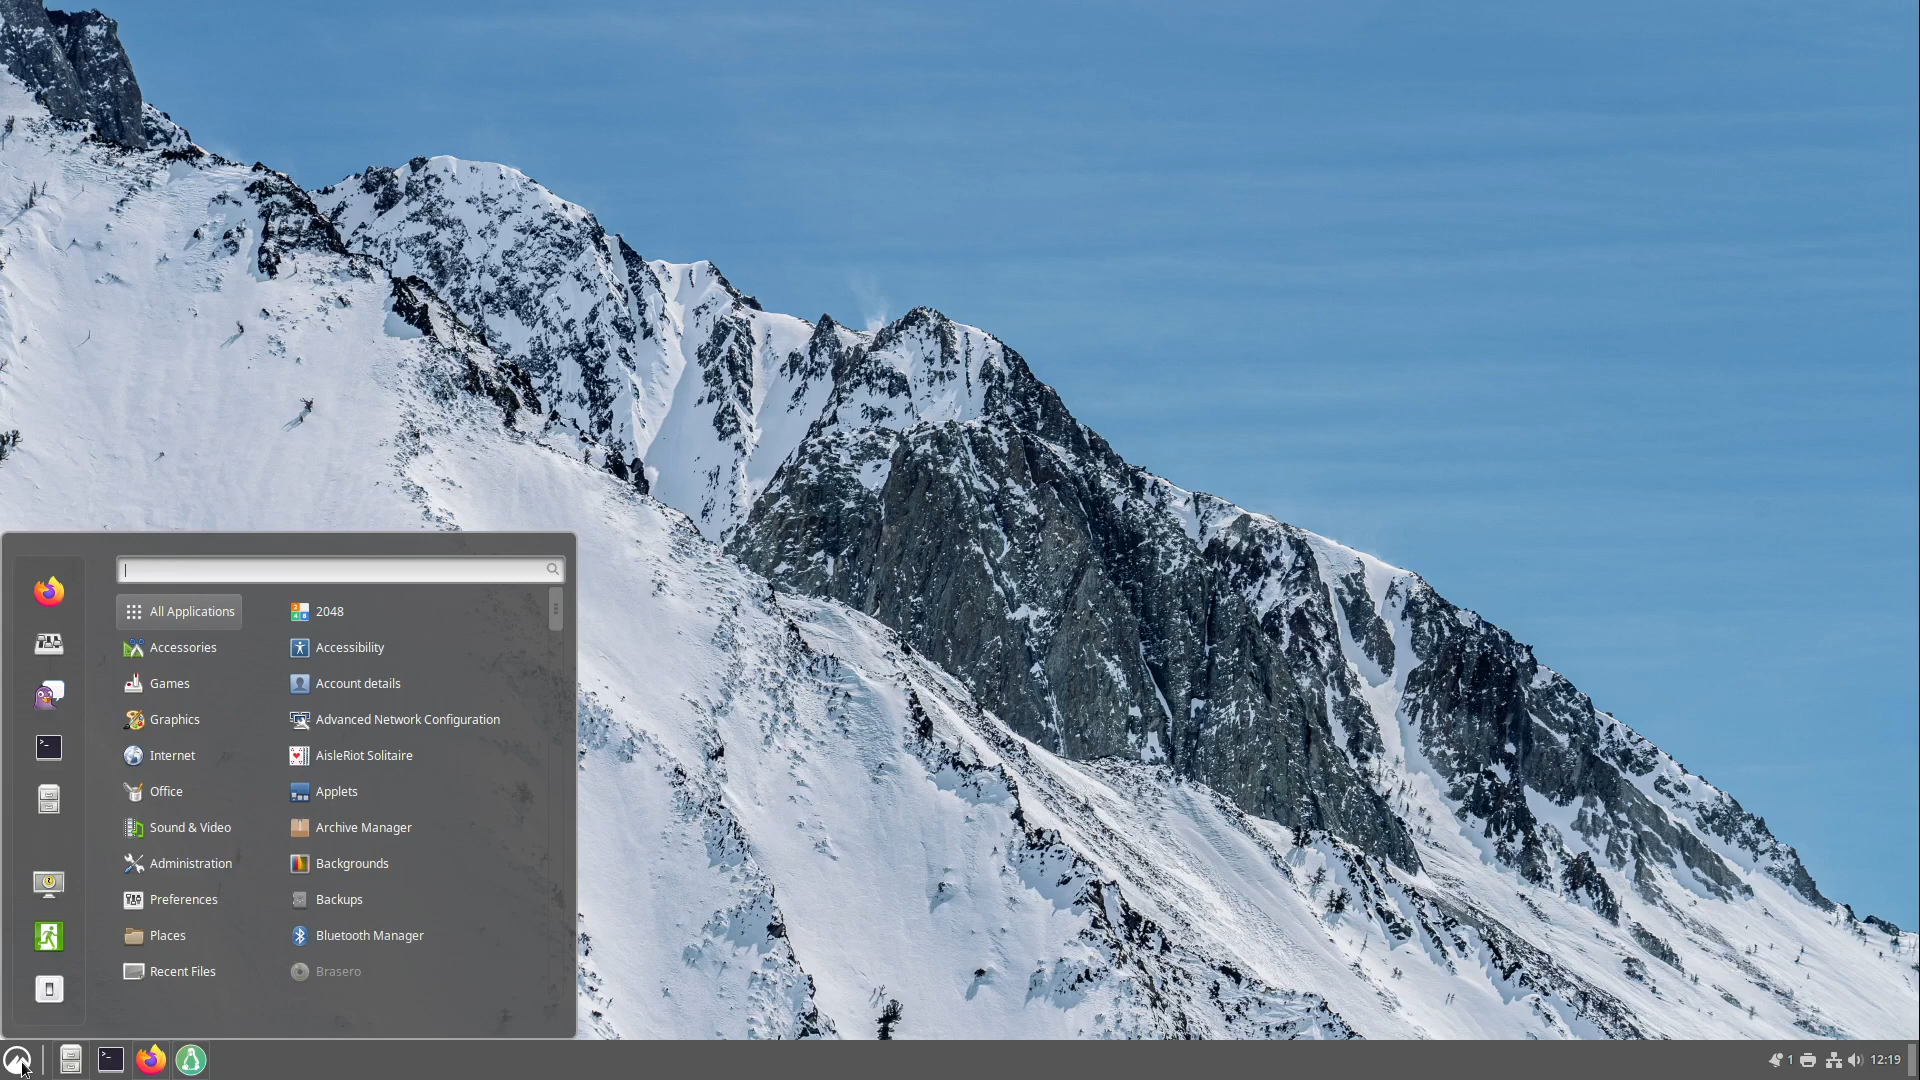 All Applications
Accessories
Games
Graphics
Internet
Office
Sound & Video
Administration
Preferences
Places
Recent Files
2048
Accessibility
Account details
Advanced Network Configuration
AisleRiot Solitaire
Applets
Archive Manager
Backgrounds
Backups
Bluetooth Manager
Brasero
1
12:19